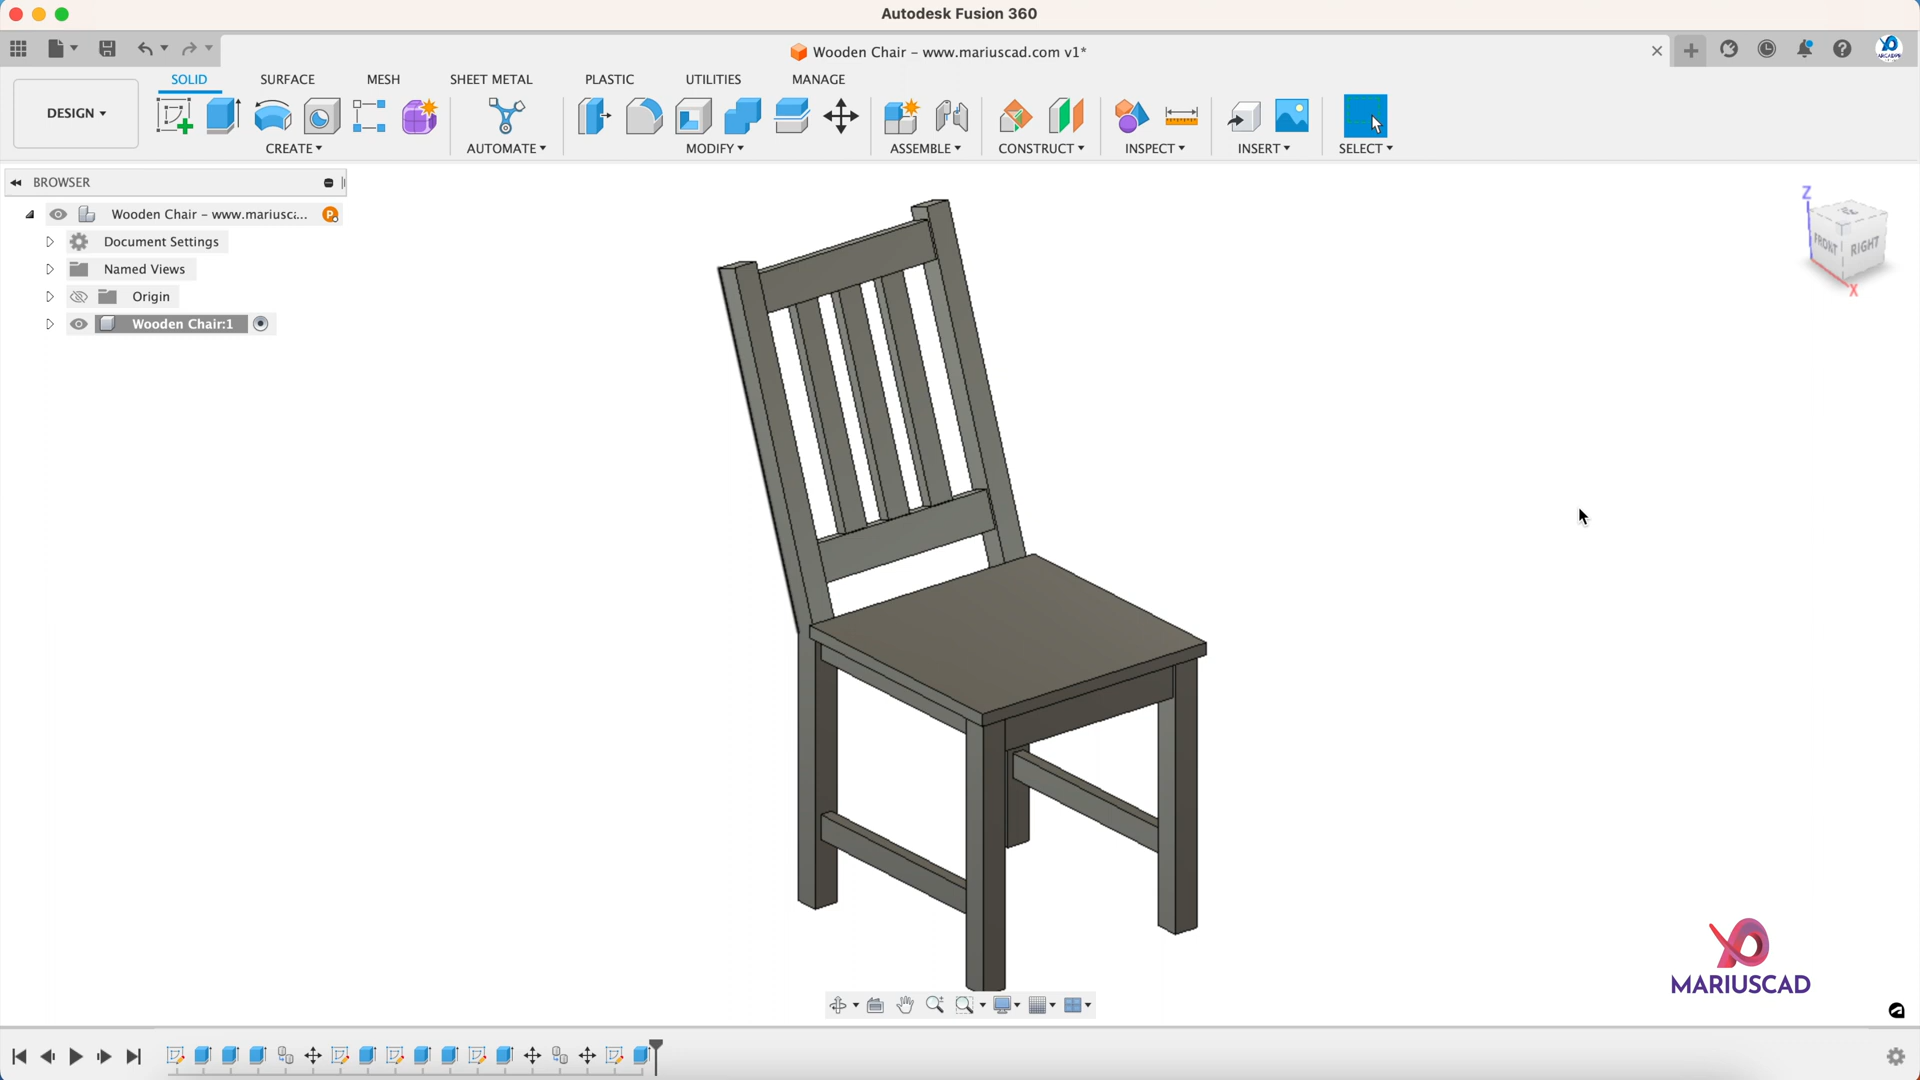 Autodesk Fusion 360
Wooden Chair – www.mariuscad.com v1*
DESIGN
SOLID
SURFACE
MESH
SHEET METAL
PLASTIC
UTILITIES
MANAGE
CREATE
AUTOMATE
MODIFY
ASSEMBLE
CONSTRUCT
INSPECT
INSERT
SELECT
BROWSER
Wooden Chair – www.mariusca...
P
Document Settings
Named Views
Origin
Wooden Chair:1
Z
TOP
FRONT
RIGHT
X
MARIUSCAD